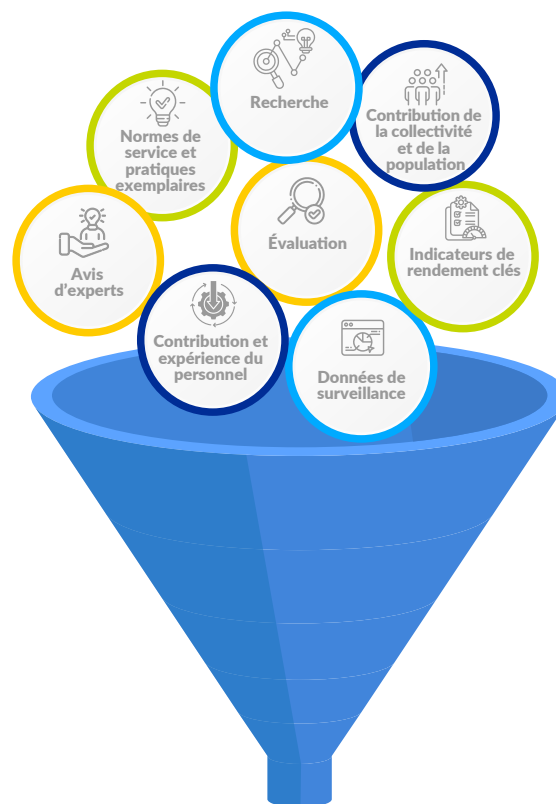 Recherche
Contribution de
la collectivité
et de la
population
Normes de
service et
pratiques
exemplaires
Évaluation
Indicateurs de
rendement clés
Avis
d'experts
Contribution et
expérience du
personnel
Données de
surveillance